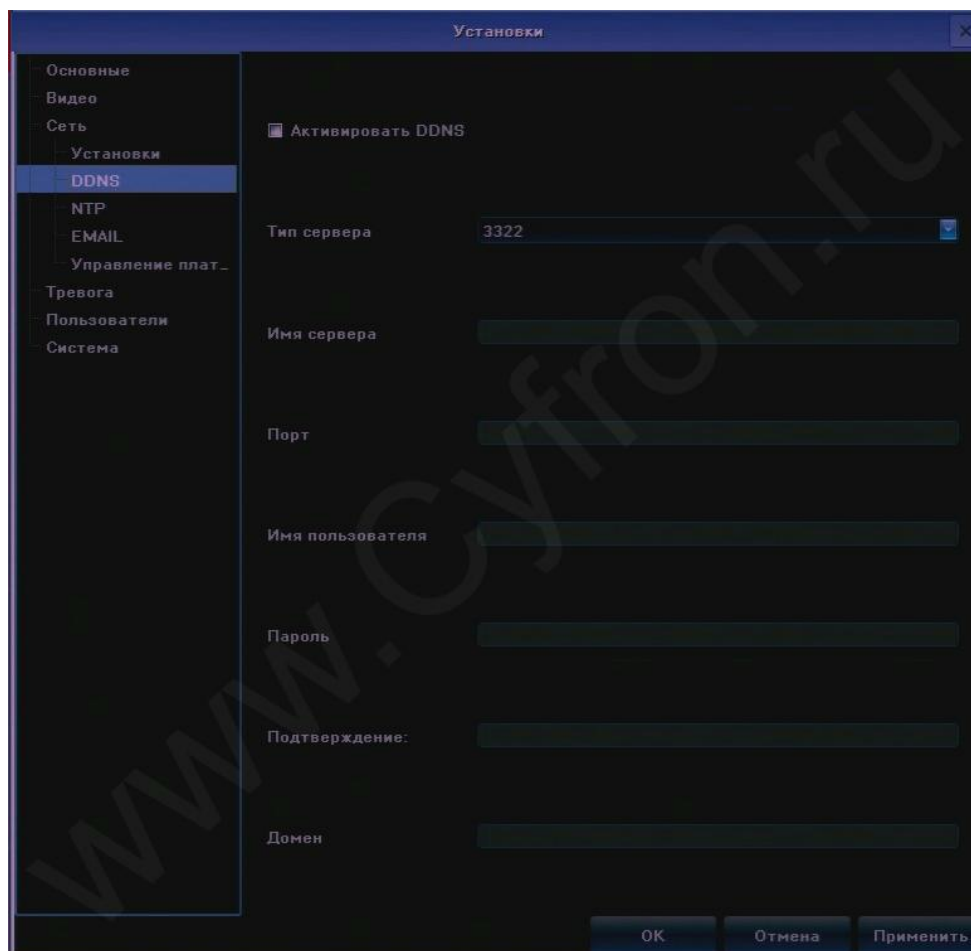 Установки
Основные
Видео
Сеть
Установки
DDNS
NTP
EMAIL
Управление плат_
Тревога
Пользователи
Система
Активировать DDNS
Тип сервера 3322
Имя сервера
Порт
Имя пользователя
Пароль
Подтверждение:
Домен
OK Отмена Применить
www.Cyfron.ru